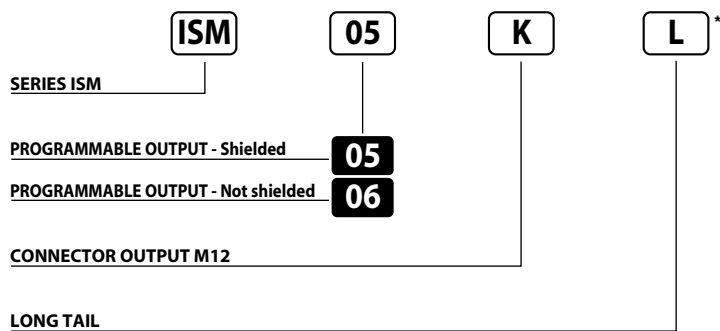 ISM 05 K L *
SERIES ISM
PROGRAMMABLE OUTPUT - Shielded 05
PROGRAMMABLE OUTPUT - Not shielded 06
CONNECTOR OUTPUT M12
LONG TAIL